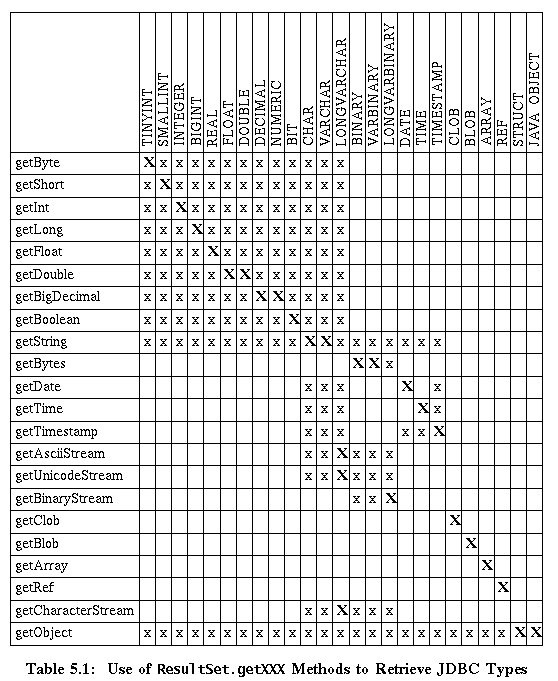 TINYINT
SMALLINT
INTEGER
BIGINT
REAL
FLOAT
DOUBLE
DECIMAL
NUMERIC
BIT
CHAR
VARCHAR
LONGVARCHAR
BINARY
VARBINARY
LONGVARBINARY
DATE
TIME
TIMESTAMP
CLOB
BLOB
ARRAY
REF
STRUCT
JAVA OBJECT
getByte X x x x x x x x x x x x x
getShort x X x x x x x x x x x x x
getInt x x X x x x x x x x x x x
getLong x x x X x x x x x x x x x
getFloat x x x x X x x x x x x x x
getDouble x x x x x X X x x x x x x
getBigDecimal x x x x x x x X X x x x x
getBoolean x x x x x x x x x X x x x
getString x x x x x x x x x x X X x x x x x x x
getBytes X X x
getDate x x x X x
getTime x x x X x
getTimestamp x x x x x X
getAsciiStream x x X x x x
getUnicodeStream x x X x x x
getBinaryStream x x X
getClob X
getBlob X
getArray X
getRef X
getCharacterStream x x X x x x
getObject x x x x x x x x x x x x x x x x x x x x x x x X X
Table 5.1: Use of ResultSet.getXXX Methods to Retrieve JDBC Types